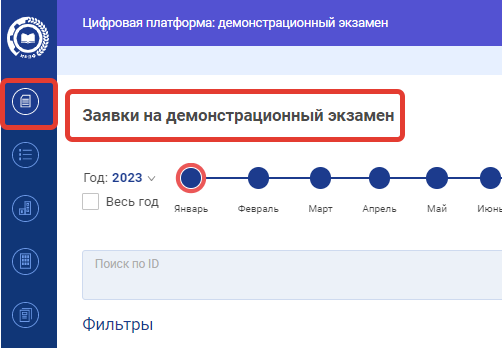 Цифровая платформа: демонстрационный экзамен
Заявки на демонстрационный экзамен
Год: 2023
Весь год
Январь Февраль Март Апрель Май Июнь
Поиск по ID
Фильтры